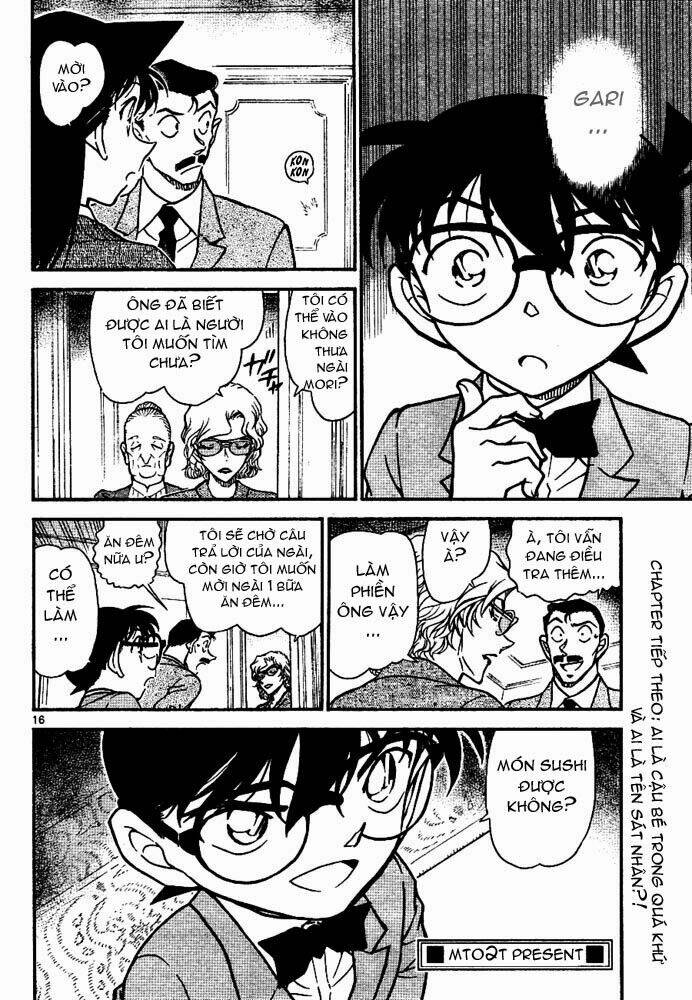 GARI
...
MỜI
VÀO?
KON
KON
TÔI CÓ
THỂ VÀO
KHÔNG
THƯA
NGÀI
MORI?
ÔNG ĐÃ BIẾT
ĐƯỢC AI LÀ NGƯỜI
TÔI MUỐN TÌM
CHƯA?
À, TÔI VẪN
ĐANG ĐIỀU
TRA THÊM...
VẬY
À?
LÀM
PHIỀN
ÔNG VẬY
TÔI SẼ CHỜ CÂU
TRẢ LỜI CỦA NGÀI,
CÒN GIỜ TÔI MUỐN
MỜI NGÀI 1 BỮA
ĂN ĐÊM...
ĂN ĐÊM
NỮA Ư?
CÓ
THỂ LÀM
...
16
MÓN SUSHI
ĐƯỢC
KHÔNG?
CHAPTER TIẾP THEO: AI LÀ CẬU BÉ TRONG QUÁ KHỨ
VÀ AI LÀ TÊN SÁT NHÂN?!
MTO2T PRESENT